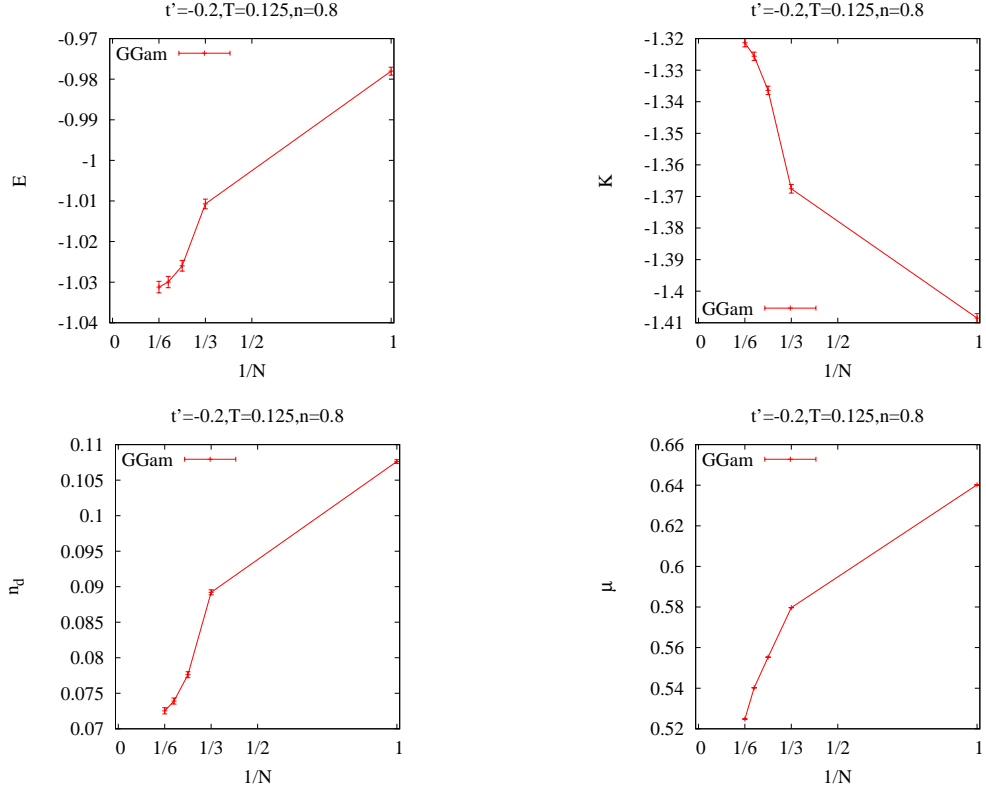 t'=-0.2,T=0.125,n=0.8
GGam
-0.97
-0.98
-0.99
-1
-1.01
-1.02
-1.03
-1.04
E
0 1/6 1/3 1/2 1
1/N
t'=-0.2,T=0.125,n=0.8
-1.32
-1.33
-1.34
-1.35
-1.36
-1.37
-1.38
-1.39
-1.4
-1.41
K
GGam
0 1/6 1/3 1/2 1
1/N
t'=-0.2,T=0.125,n=0.8
GGam
0.11
0.105
0.1
0.095
0.09
0.085
0.08
0.075
0.07
n_d
0 1/6 1/3 1/2 1
1/N
t'=-0.2,T=0.125,n=0.8
GGam
0.66
0.64
0.62
0.6
0.58
0.56
0.54
0.52
μ
0 1/6 1/3 1/2 1
1/N